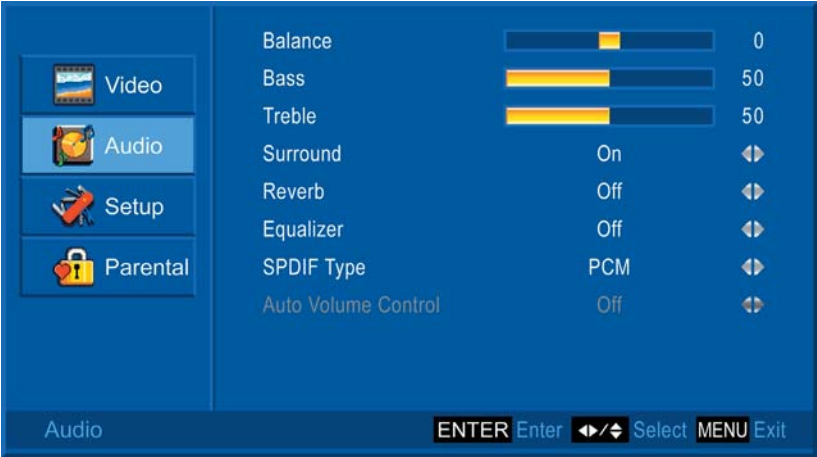 Video
Audio
Setup
Parental
Balance 0
Bass 50
Treble 50
Surround On
Reverb Off
Equalizer Off
SPDIF Type PCM
Auto Volume Control Off
Audio ENTER Enter / Select MENU Exit